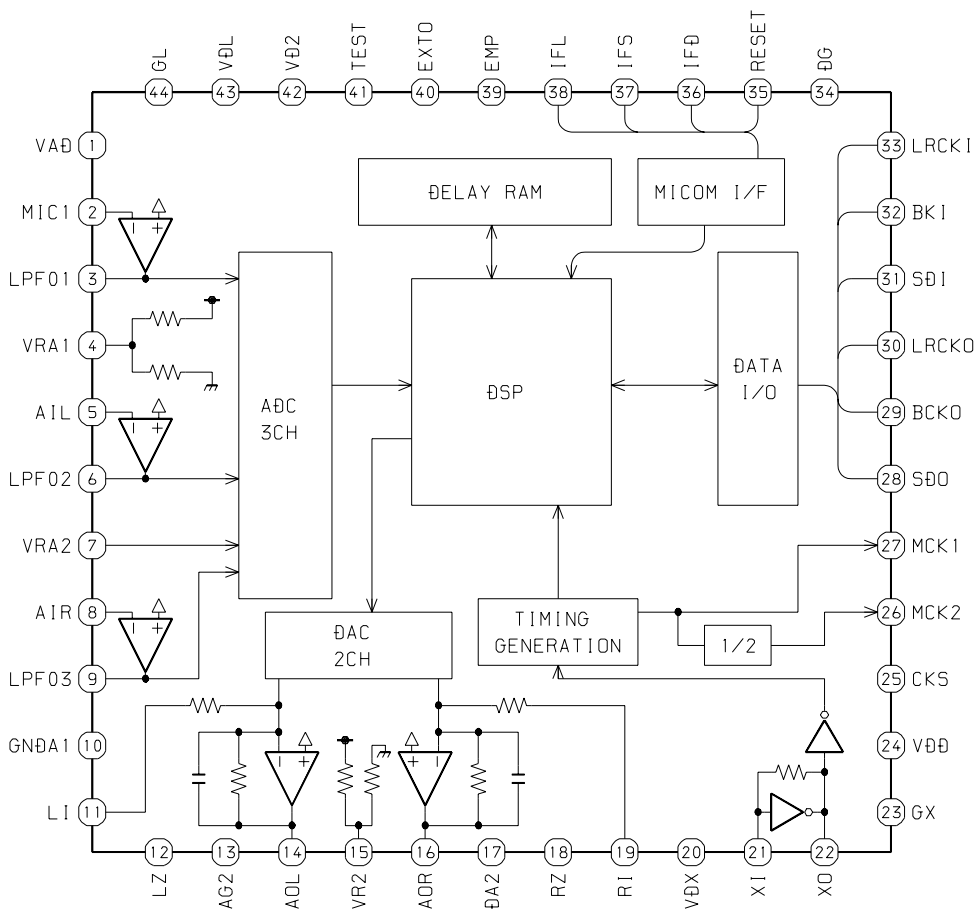 GL
VDL
VD2
TEST
EXTO
EMP
IFL
IFS
IFD
RESET
DG
44
43
42
41
40
39
38
37
36
35
34
VAD 1
33 LRCKI
MIC1 2
- +
DELAY RAM
MICOM I/F
32 BKI
LPFO1 3
31 SDI
VRA1 4
30 LRCKO
ADC
3CH
DSP
DATA
I/O
AIL 5
- +
29 BCKO
LPFO2 6
28 SDO
VRA2 7
27 MCK1
AIR 8
- +
DAC
2CH
TIMING
GENERATION
1/2
26 MCK2
LPFO3 9
25 CKS
GNDA1 10
- +
+ -
24 VDD
LI 11
23 GX
12
13
14
15
16
17
18
19
20
21
22
LZ
AG2
AOL
VR2
AOR
DA2
RZ
RI
VDX
XI
XO